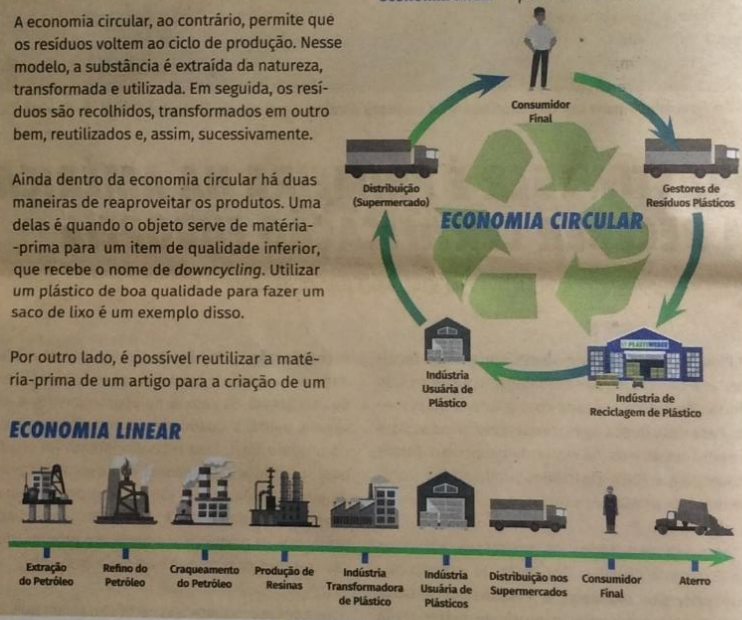 A economia circular, ao contrário, permite que
os resíduos voltem ao ciclo de produção. Nesse
modelo, a substância é extraída da natureza,
transformada e utilizada. Em seguida, os resí-
duos são recolhidos, transformados em outro
bem, reutilizados e, assim, sucessivamente.
Ainda dentro da economia circular há duas
maneiras de reaproveitar os produtos. Uma
delas é quando o objeto serve de matéria-
-prima para um item de qualidade inferior,
que recebe o nome de downcycling. Utilizar
um plástico de boa qualidade para fazer um
saco de lixo é um exemplo disso.
Por outro lado, é possível reutilizar a maté-
ria-prima de um artigo para a criação de um
Consumidor
Final
Distribuição
(Supermercado)
Gestores de
Resíduos Plásticos
ECONOMIA CIRCULAR
Indústria
Usuária de
Plástico
Indústria de
Reciclagem de Plástico
ECONOMIA LINEAR
Extração
do Petróleo
Refino do
Petróleo
Craqueamento
do Petróleo
Produção de
Resinas
Indústria
Transformadora
de Plástico
Indústria
Usuária de
Plásticos
Distribuição nos
Supermercados
Consumidor
Final
Aterro